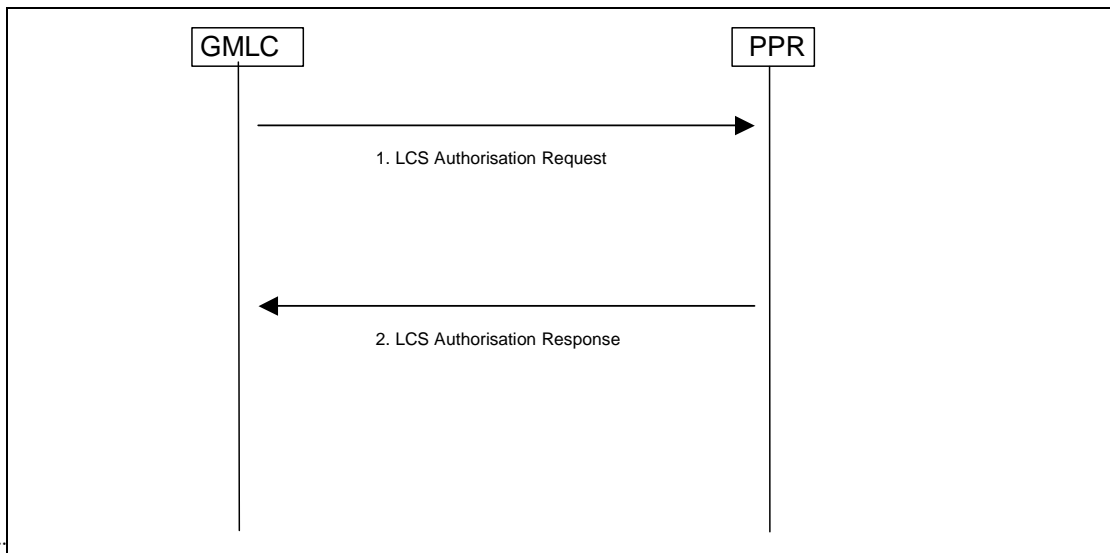 GMLC
PPR
1. LCS Authorisation Request
2. LCS Authorisation Response